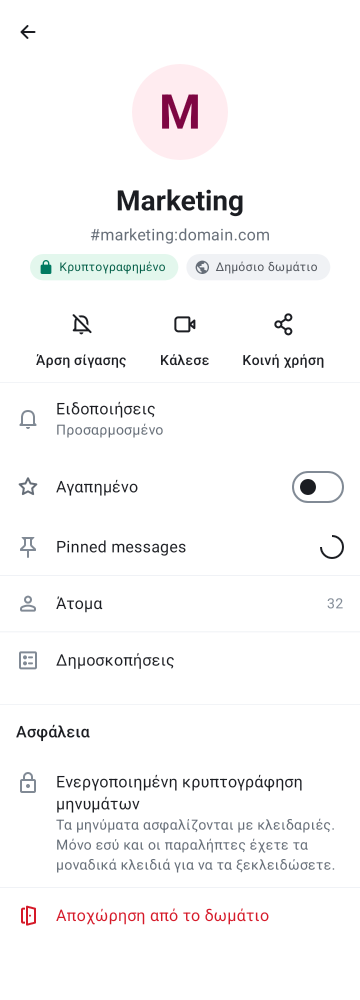 M
Marketing
#marketing:domain.com
Κρυπτογραφημένο Δημόσιο δωμάτιο
Άρση σίγασης Κάλεσε Κοινή χρήση
Ειδοποιήσεις
Προσαρμοσμένο
Αγαπημένο
Pinned messages
Άτομα 32
Δημοσκοπήσεις
Ασφάλεια
Ενεργοποιημένη κρυπτογράφηση
μηνυμάτων
Τα μηνύματα ασφαλίζονται με κλειδαριές.
Μόνο εσύ και οι παραλήπτες έχετε τα
μοναδικά κλειδιά για να τα ξεκλειδώσετε.
Αποχώρηση από το δωμάτιο